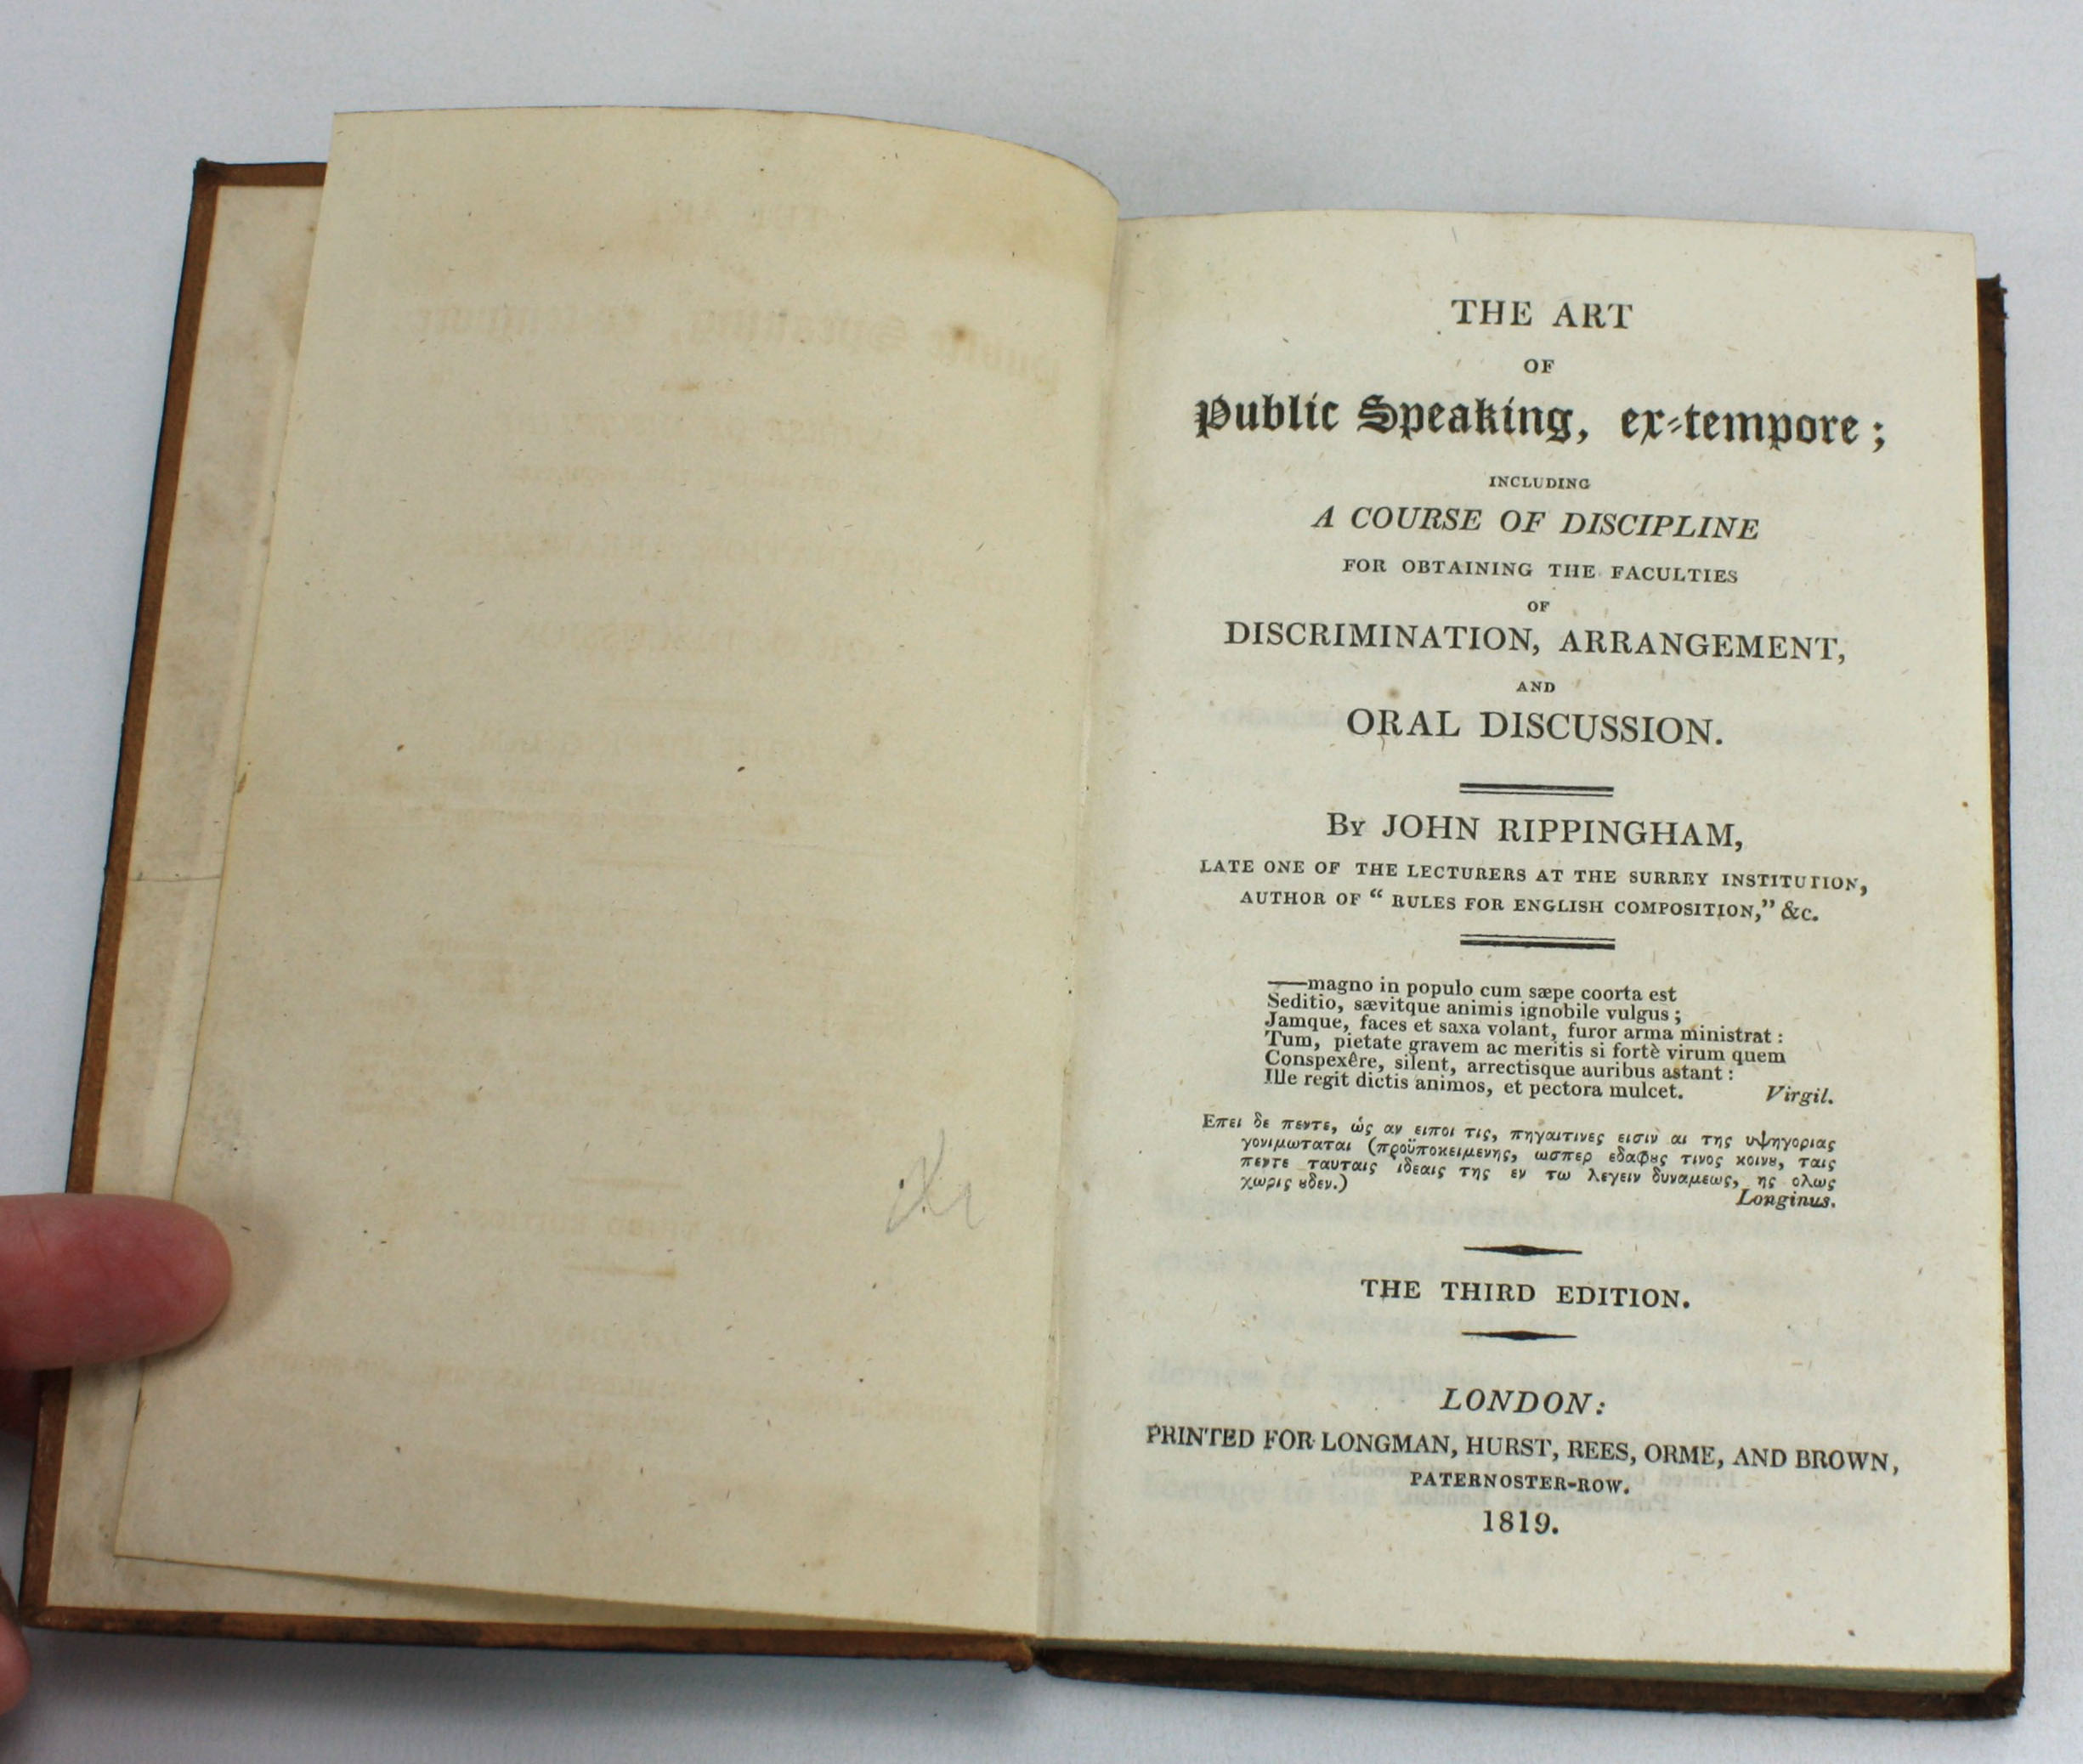 THE ART
OF
Public Speaking, ex-tempore;
INCLUDING
A COURSE OF DISCIPLINE
FOR OBTAINING THE FACULTIES
OF
DISCRIMINATION, ARRANGEMENT,
AND
ORAL DISCUSSION.
By JOHN RIPPINGHAM,
LATE ONE OF THE LECTURERS AT THE SURREY INSTITUTION,
AUTHOR OF “ RULES FOR ENGLISH COMPOSITION,” &c.
——magno in populo cum sæpe coorta est
Seditio, sævitque animis ignobile vulgus ;
Jamque, faces et saxa volant, furor arma ministrat :
Tum, pietate gravem ac meritis si fortè virum quem
Conspexêre, silent, arrectisque auribus astant :
Ille regit dictis animos, et pectora mulcet. Virgil.
Επει δε πεντε, ὡς αν ειποι τις, πηγαιτινες εισιν αι της υψηγοριας
γονιμωταται (προϋποκειμενης, ωσπερ εδαφȣς τινος κοινȣ, ταις
πεντε ταυταις ιδεαις της εν τω λεγειν δυναμεως, ης ολως
χωρις ȣδεν.)
Longinus.
THE THIRD EDITION.
LONDON:
PRINTED FOR LONGMAN, HURST, REES, ORME, AND BROWN,
PATERNOSTER-ROW.
1819.